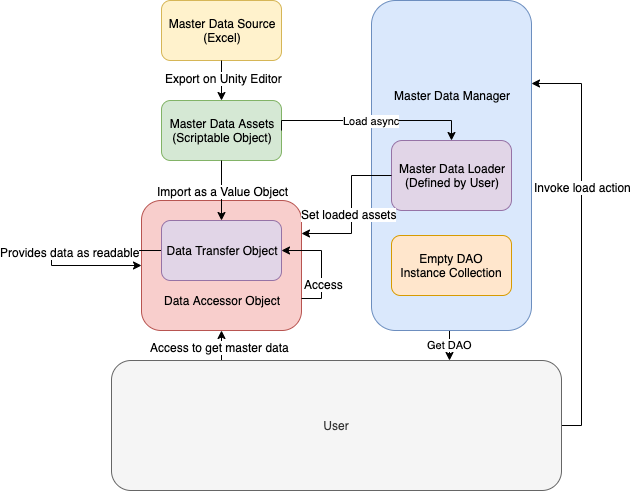 Master Data Source
(Excel)
Export on Unity Editor
Master Data Manager
Master Data Assets
(Scriptable Object)
Load async
Master Data Loader
(Defined by User)
Import as a Value Object
Invoke load action
Set loaded assets
Data Transfer Object
Provides data as readable
Empty DAO
Instance Collection
Access
Data Accessor Object
Access to get master data
Get DAO
User